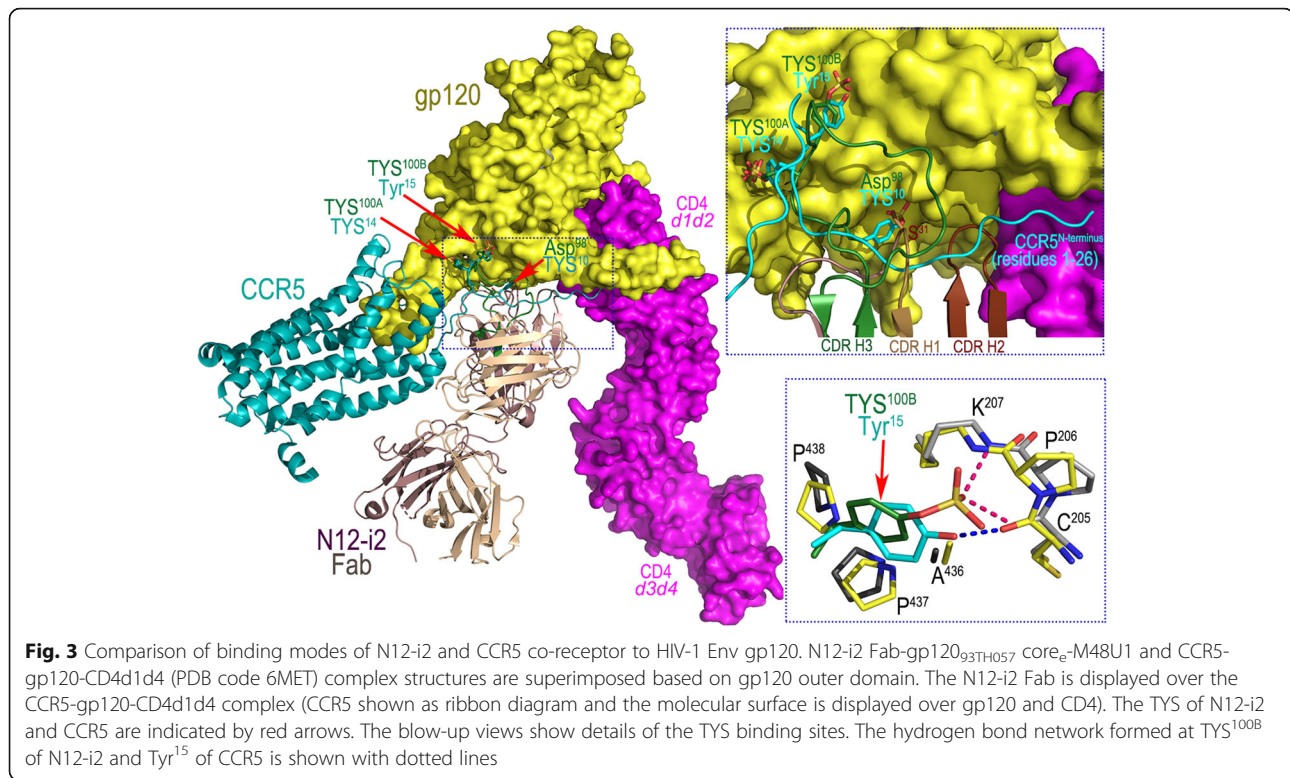 gp120
TYS100B
Tyr15
TYS100A
TYS14
CD4
d1d2
Asp98
TYS10
CCR5
N12-i2
Fab
CD4
d3d4
TYS100B
Tyr15
TYS100A
TYS14
Asp98
TYS10
S31
CCR5N-terminus
(residues 1-26)
CDR H3
CDR H1
CDR H2
TYS100B
Tyr15
K207
P206
P438
C205
A436
P437
Fig. 3 Comparison of binding modes of N12-i2 and CCR5 co-receptor to HIV-1 Env gp120. N12-i2 Fab-gp12093TH057 coree-M48U1 and CCR5-
gp120-CD4d1d4 (PDB code 6MET) complex structures are superimposed based on gp120 outer domain. The N12-i2 Fab is displayed over the
CCR5-gp120-CD4d1d4 complex (CCR5 shown as ribbon diagram and the molecular surface is displayed over gp120 and CD4). The TYS of N12-i2
and CCR5 are indicated by red arrows. The blow-up views show details of the TYS binding sites. The hydrogen bond network formed at TYS100B
of N12-i2 and Tyr15 of CCR5 is shown with dotted lines